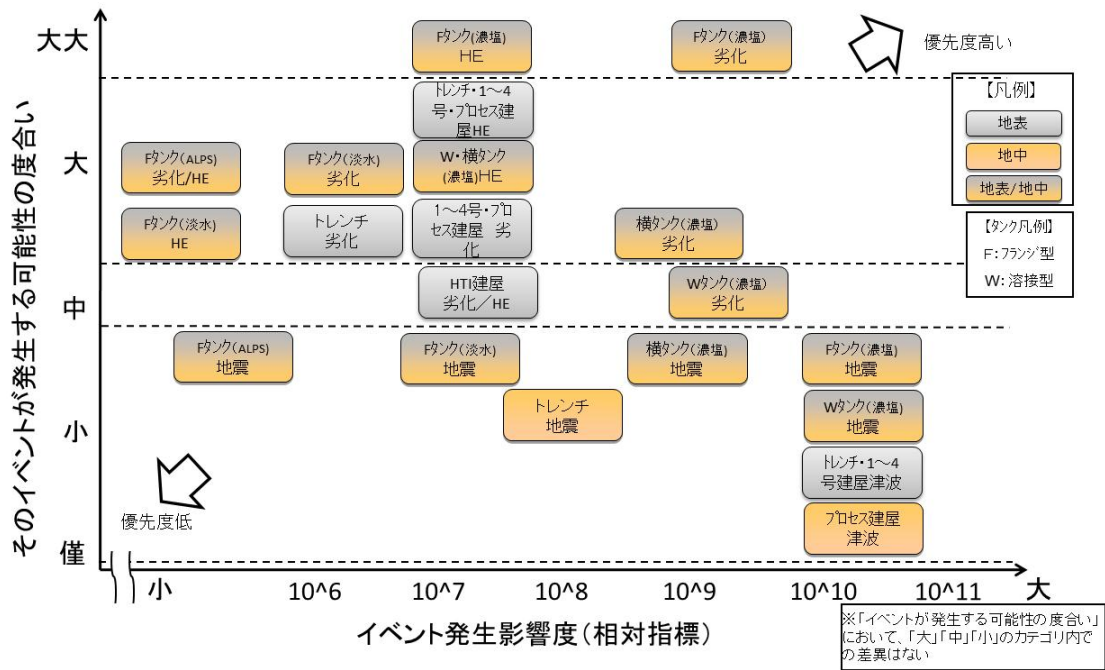 そのイベントが発生する可能性の度合い
大大
大
中
小
僅
Fタンク(濃塩)
HE
Fタンク(濃塩)
劣化
優先度高い
【凡例】
地表
地中
地表/地中
【タンク凡例】
F:フランジ型
W:溶接型
トレンチ・1～4
号・プロセス建
屋HE
Fタンク(ALPS)
劣化/HE
Fタンク(淡水)
劣化
W・横タンク
(濃塩)HE
Fタンク(淡水)
HE
トレンチ
劣化
1～4号・プロ
セス建屋 劣
化
横タンク(濃塩)
劣化
HTI建屋
劣化／HE
Wタンク(濃塩)
劣化
Fタンク(ALPS)
地震
Fタンク(淡水)
地震
横タンク(濃塩)
地震
Fタンク(濃塩)
地震
トレンチ
地震
Wタンク(濃塩)
地震
トレンチ・1～4
号建屋津波
プロセス建屋
津波
優先度低
小
10^6
10^7
10^8
10^9
10^10
10^11
大
イベント発生影響度(相対指標)
※「イベントが発生する可能性の度合い」
において、「大」「中」「小」のカテゴリ内で
の差異はない